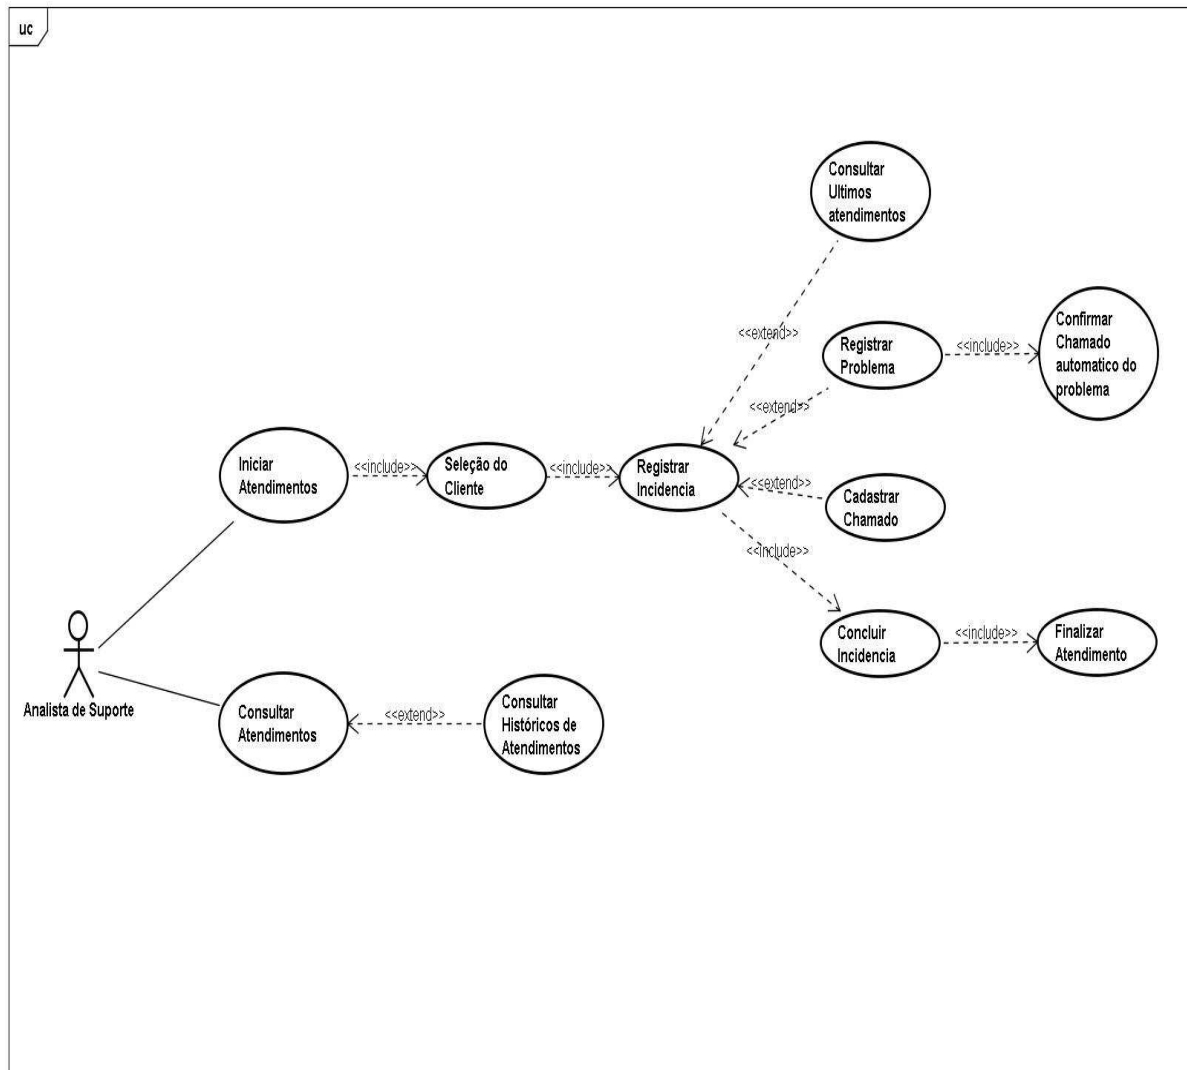 uc
Consultar
Ultimos
atendimentos
<<extend>>
Registrar
Problema
<<include>>
Confirmar
Chamado
automatico do
problema
<<extend>>
Iniciar
Atendimentos
<<include>>
Seleção do
Cliente
<<include>>
Registrar
Incidencia
<<extend>>
Cadastrar
Chamado
<<include>>
Concluir
Incidencia
<<include>>
Finalizar
Atendimento
Analista de Suporte
Consultar
Atendimentos
<<extend>>
Consultar
Históricos de
Atendimentos